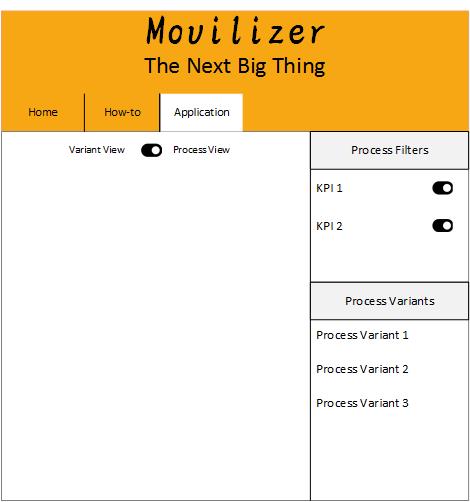 Movilizer
The Next Big Thing
Home How-to Application
Variant View Process View
Process Filters
KPI 1
KPI 2
Process Variants
Process Variant 1
Process Variant 2
Process Variant 3